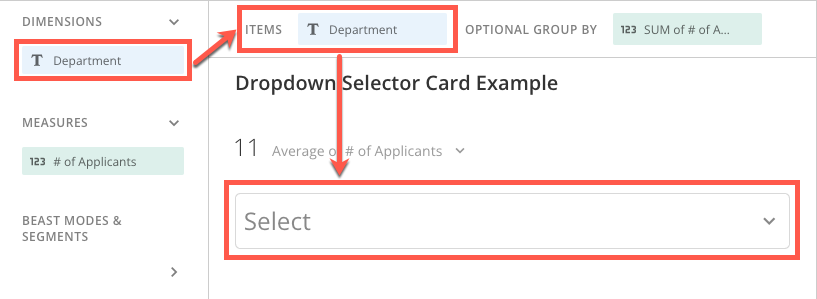 DIMENSIONS
T Department
MEASURES
123 # of Applicants
BEAST MODES &
SEGMENTS
ITEMS T Department OPTIONAL GROUP BY 123 SUM of # of A...
Dropdown Selector Card Example
11 Average of # of Applicants
Select